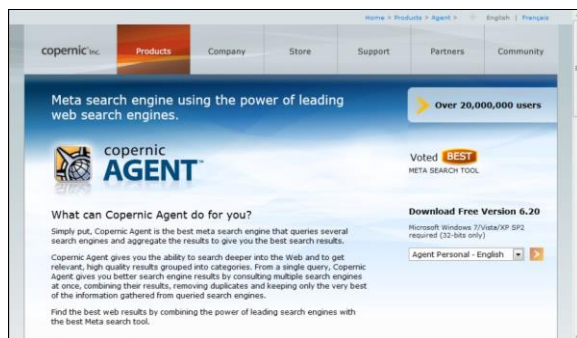 Home > Products > Agent > English | Français
copernic inc. Products Company Store Support Partners Community
Meta search engine using the power of leading
web search engines.
Over 20,000,000 users
copernic
AGENT™
Voted BEST
META SEARCH TOOL
What can Copernic Agent do for you?
Simply put, Copernic Agent is the best meta search engine that queries several
search engines and aggregate the results to give you the best search results.
Copernic Agent gives you the ability to search deeper into the Web and to get
relevant, high quality results grouped into categories. From a single query, Copernic
Agent gives you better search engine results by consulting multiple search engines
at once, combining their results, removing duplicates and keeping only the very best
of the information gathered from queried search engines.
Find the best web results by combining the power of leading search engines with
the best Meta search tool.
Download Free Version 6.20
Microsoft Windows 7/Vista/XP SP2
required (32-bits only)
Agent Personal - English